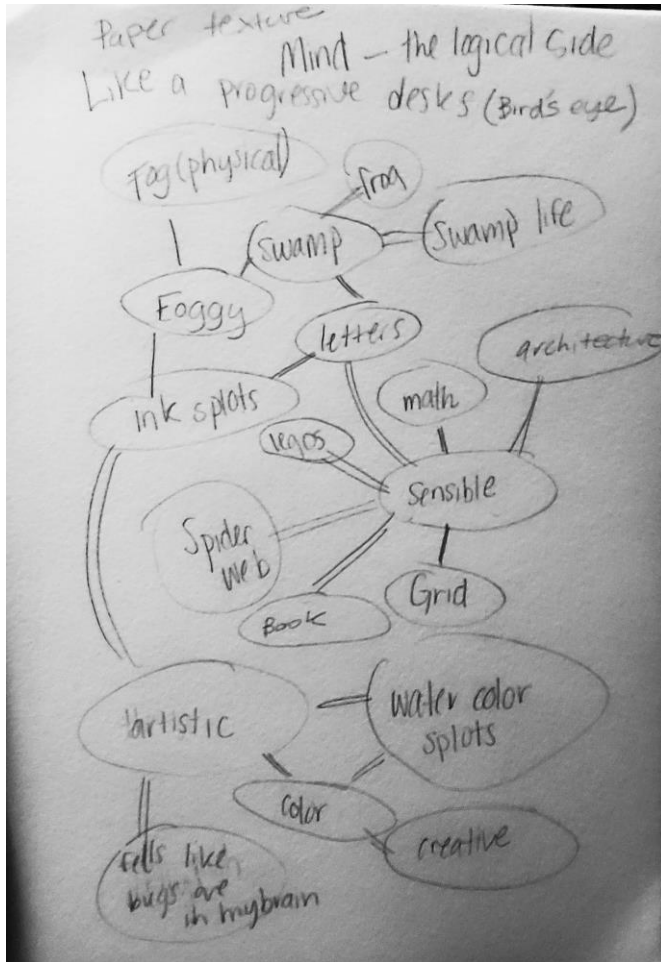 Paper texture
Mind - the logical side
Like a progressive desks (Bird's eye)
Fog (physical)
frog
swamp
swamp life
Foggy
letters
architecture
ink splots
math
legos
sensible
Spider
web
Grid
Book
artistic
water color
splots
color
creative
fells like
bugs are
in my brain